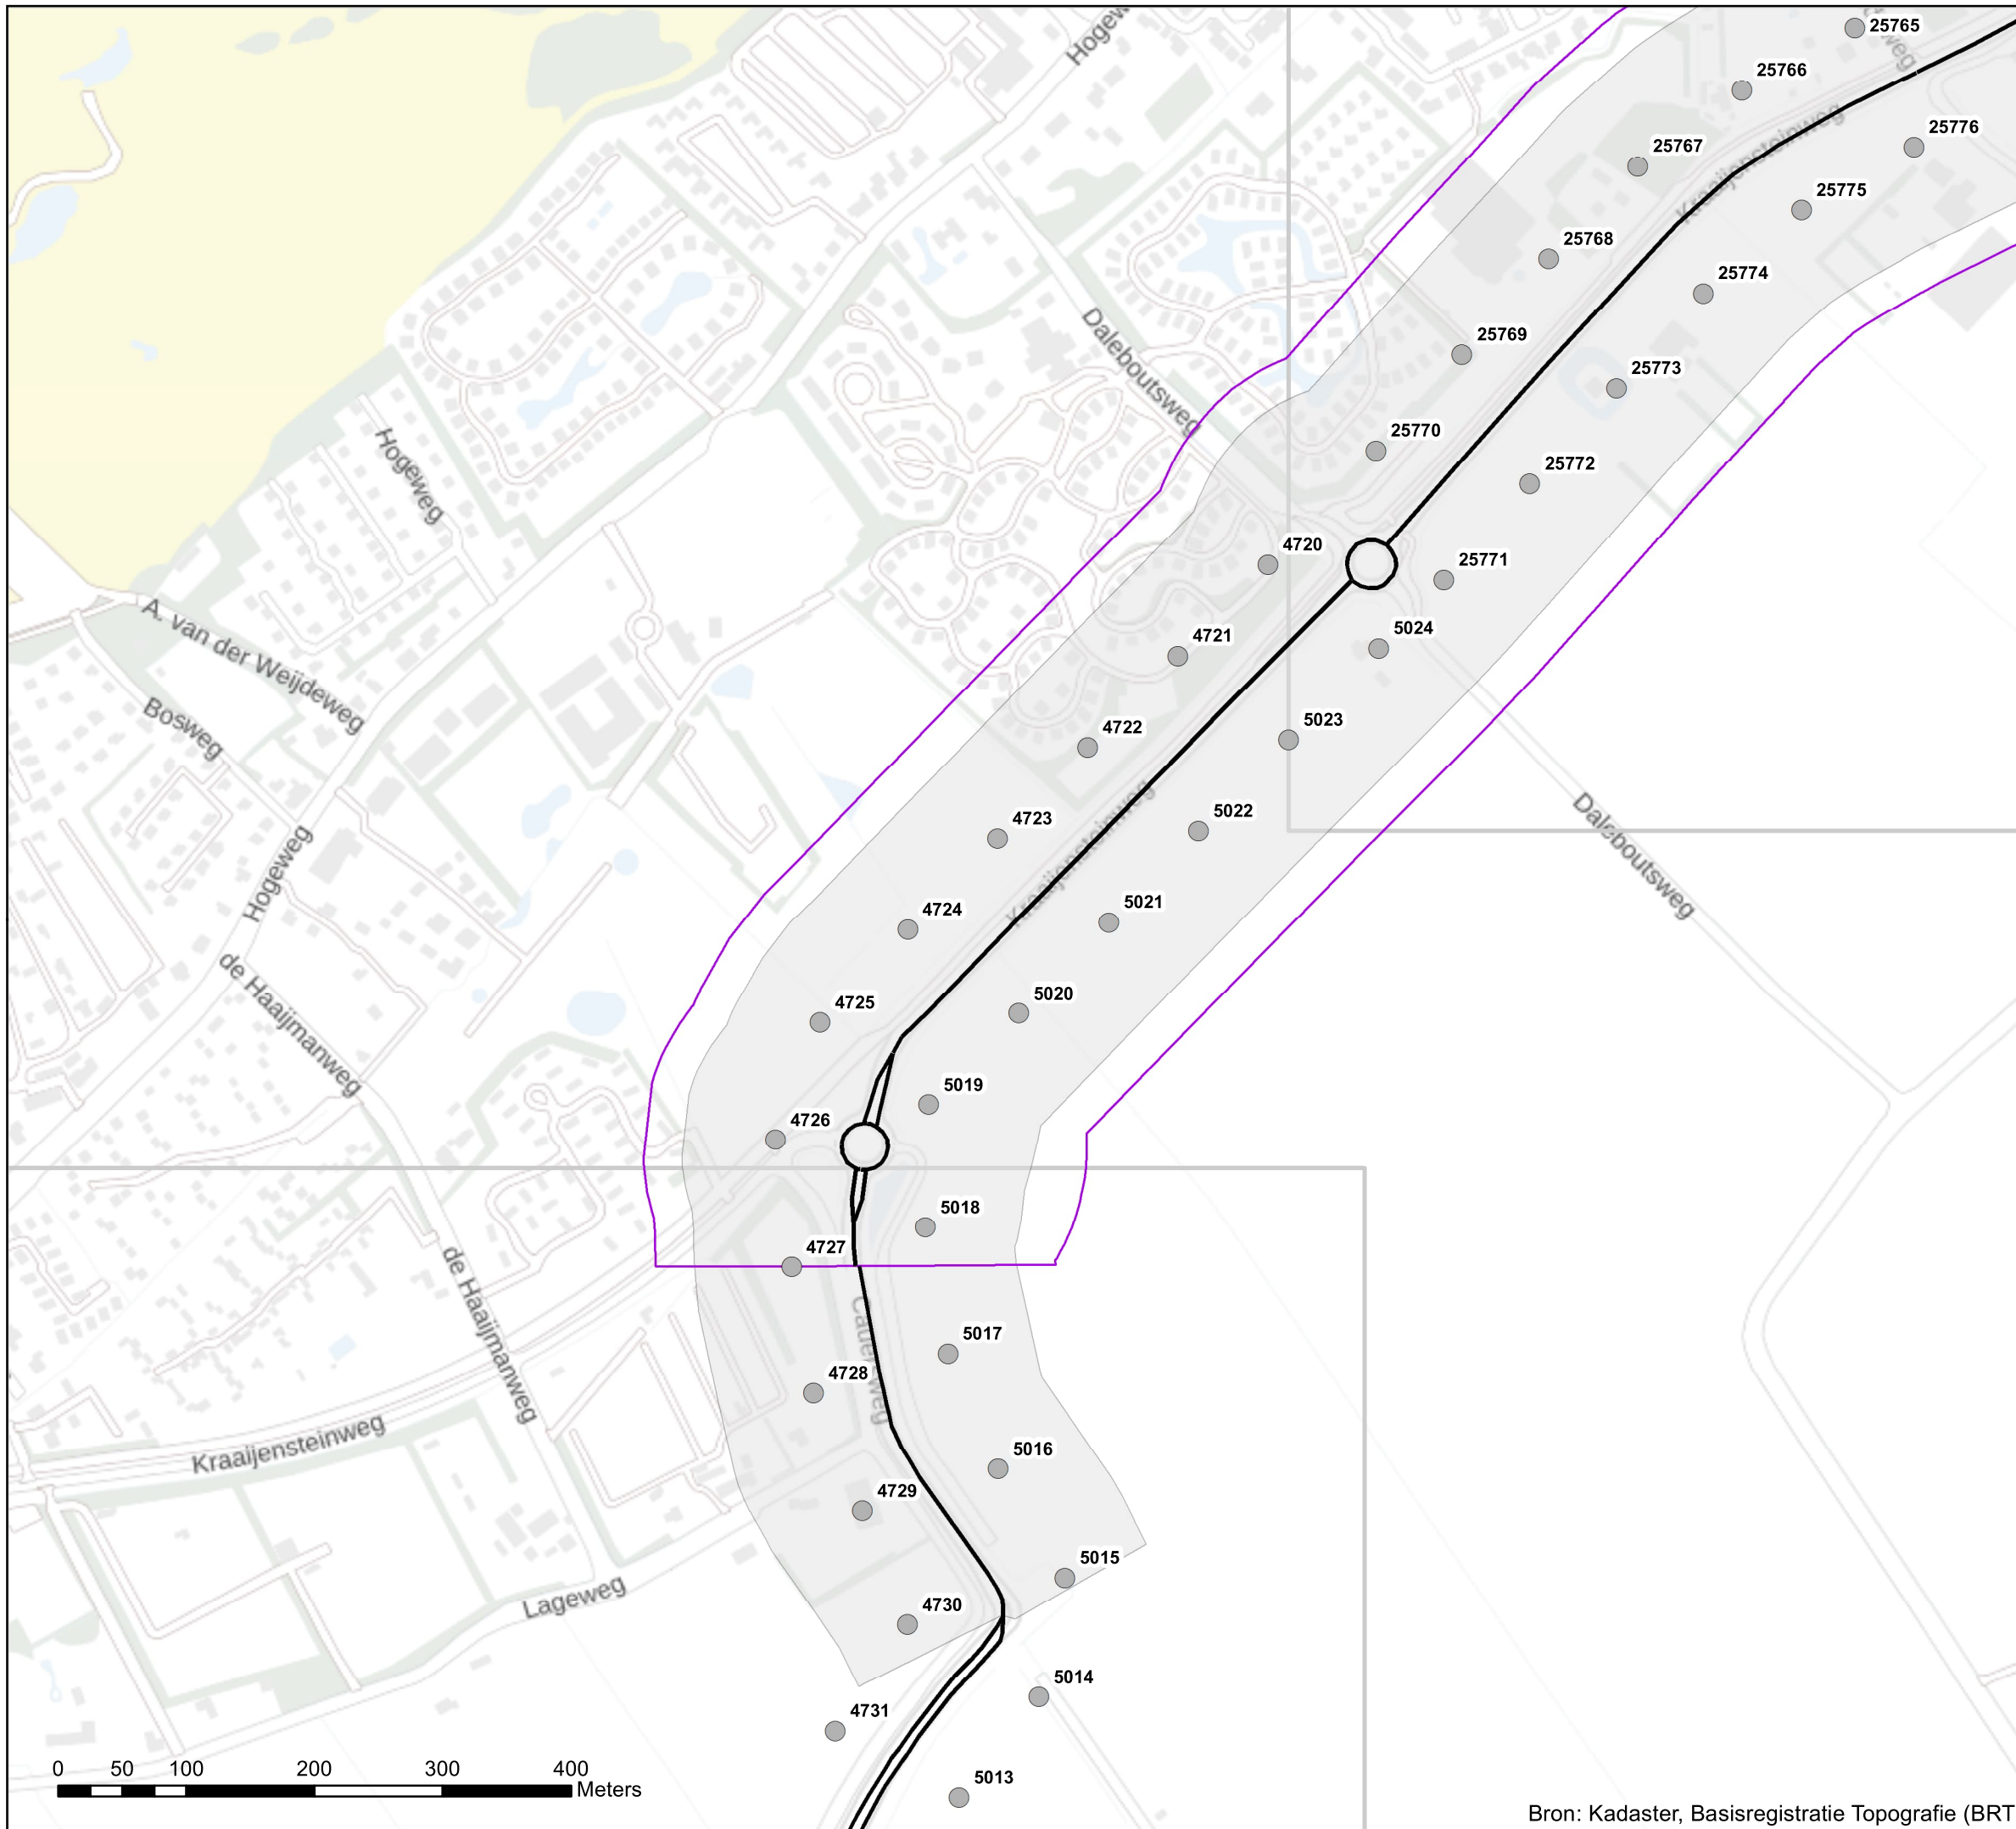 25765
Hogew
weg
25766
25776
Kraaijensteinweg
25767
25775
25768
25774
Daleboutsweg
25769
25773
Hogeweg
25770
25772
4720
25771
A. van der Weijdeweg
4721
5024
Bosweg
4722
5023
Kraaijensteinweg
4723
5022
Daleboutsweg
Hogeweg
4724
5021
de Haaijmanweg
4725
5020
5019
4726
5018
4727
de Haaijmanweg
Cauersweg
5017
4728
Kraaijensteinweg
5016
4729
5015
Lageweg
4730
5014
4731
5013
0 50 100 200 300 400
Meters
Bron: Kadaster, Basisregistratie Topografie (BRT